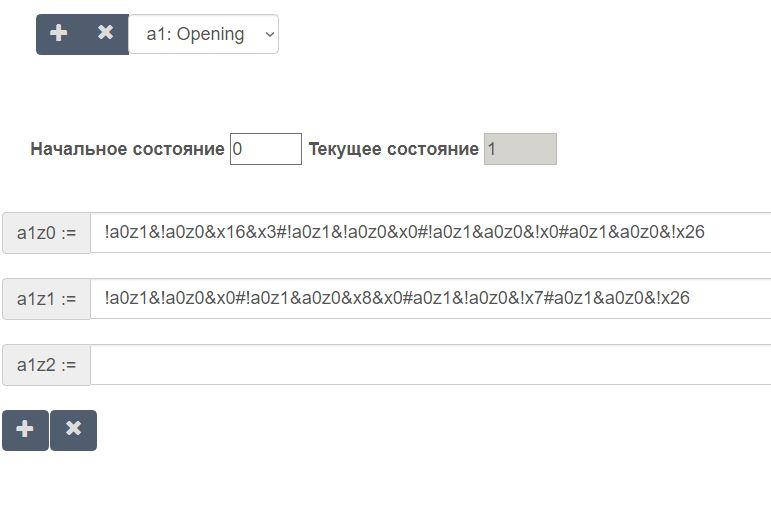 a1: Opening
Начальное состояние 0 Текущее состояние 1
a1z0 := !a0z1&!a0z0&x16&x3#!a0z1&!a0z0&x0#!a0z1&a0z0&!x0#a0z1&a0z0&!x26
a1z1 := !a0z1&!a0z0&x0#!a0z1&a0z0&x8&x0#a0z1&!a0z0&!x7#a0z1&a0z0&!x26
a1z2 :=